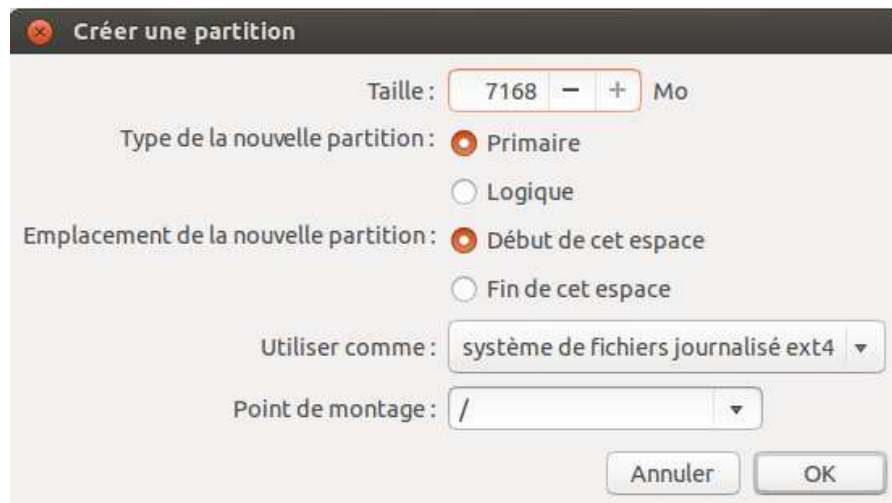 Créer une partition
Taille : 7168 − + Mo
Type de la nouvelle partition : Primaire
Logique
Emplacement de la nouvelle partition : Début de cet espace
Fin de cet espace
Utiliser comme : système de fichiers journalisé ext4
Point de montage : /
Annuler OK